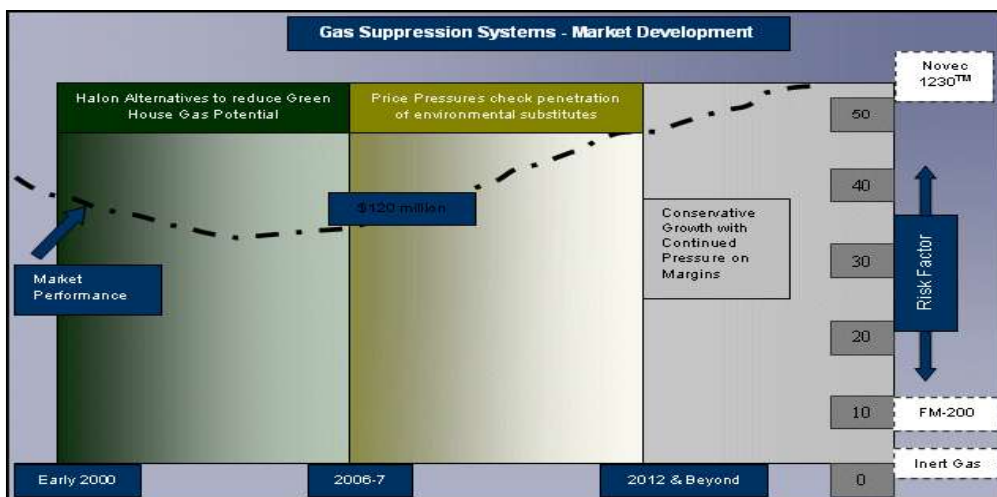 Gas Suppression Systems - Market Development
Novec
1230™
Halon Alternatives to reduce Green
House Gas Potential
Price Pressures check penetration
of environmental substitutes
50
40
$120 million
Conservative
Growth with
Continued
Pressure on
Margins
30
Risk Factor
Market
Performance
20
10
FM-200
Inert Gas
Early 2000
2006-7
2012 & Beyond
0